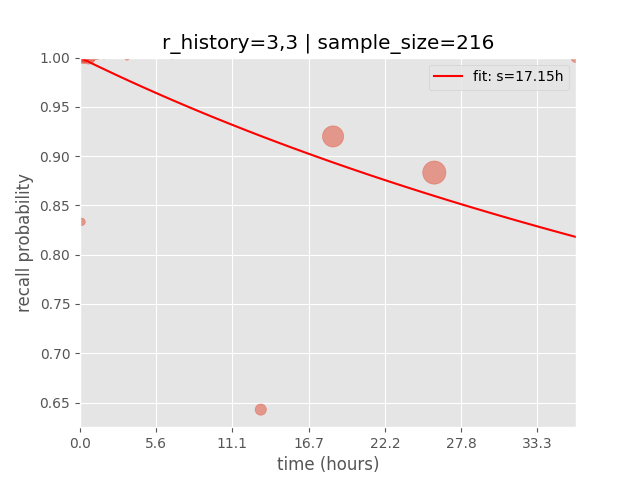 r_history=3,3 | sample_size=216
fit: s=17.15h
recall probability
1.00
0.95
0.90
0.85
0.80
0.75
0.70
0.65
0.0 5.6 11.1 16.7 22.2 27.8 33.3
time (hours)